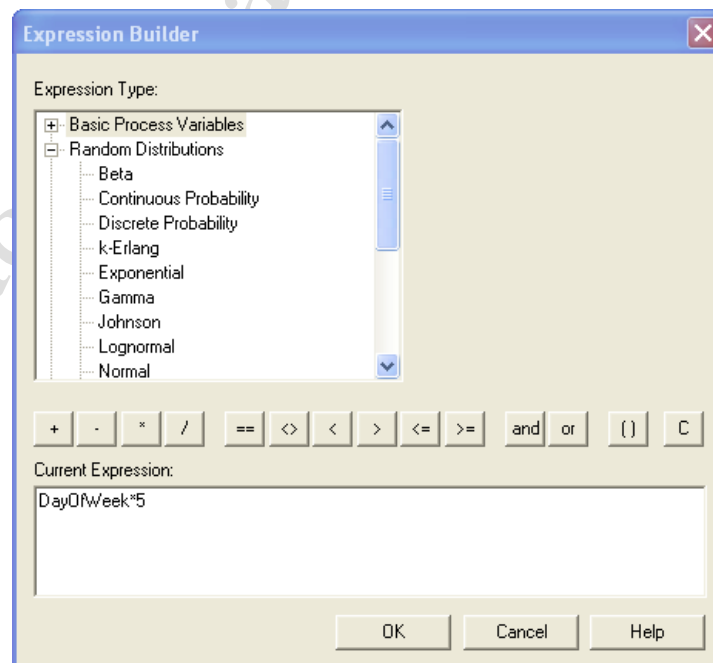 Expression Builder
Expression Type:
Basic Process Variables
Random Distributions
Beta
Continuous Probability
Discrete Probability
k-Erlang
Exponential
Gamma
Johnson
Lognormal
Normal
+ - * / == <> < > <= >= and or () C
Current Expression:
DayOfWeek*5
OK Cancel Help